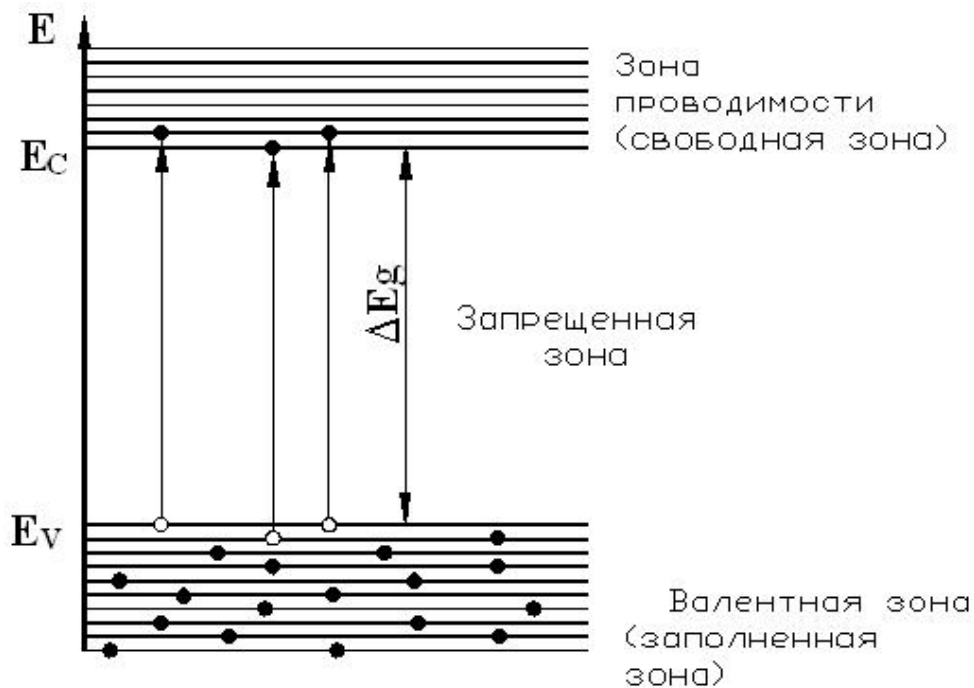 E
Зона
проводимости
(свободная зона)
EC
ΔEg
Запрещенная
зона
EV
Валентная зона
(заполненная
зона)